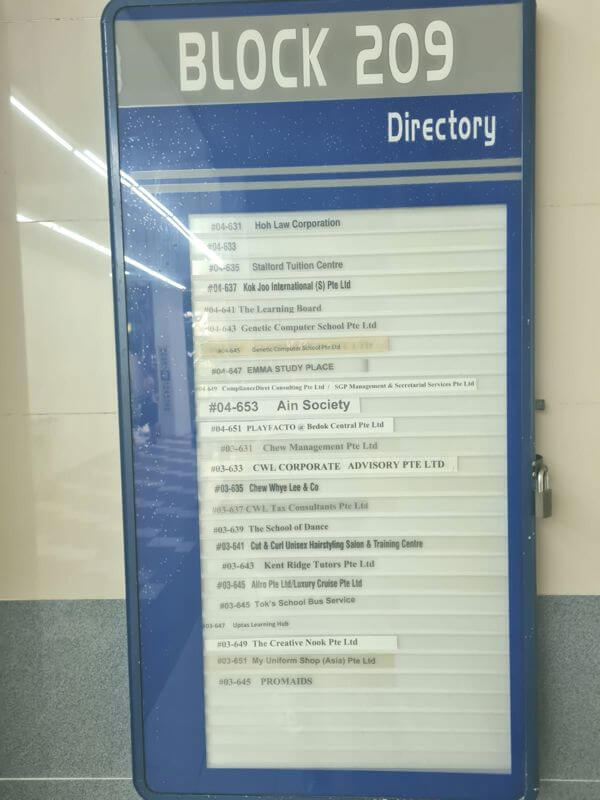 BLOCK 209
Directory
#04-631 Hoh Law Corporation
#04-633
#04-635 Stalford Tuition Centre
#04-637 Kok Joo International (S) Pte Ltd
#04-641 The Learning Board
#04-643 Genetic Computer School Pte Ltd
#04-645 Genetic Computer School Pte Ltd
#04-647 EMMA STUDY PLACE
#04-649 ComplianceDirect Consulting Pte Ltd / SGP Management & Secretarial Services Pte Ltd
#04-653 Ain Society
#04-651 PLAYFACTO @ Bedok Central Pte Ltd
#03-631 Chew Management Pte Ltd
#03-633 CWL CORPORATE ADVISORY PTE LTD
#03-635 Chew Whye Lee & Co
#03-637 CWL Tax Consultants Pte Ltd
#03-639 The School of Dance
#03-641 Cut & Curl Unisex Hairstyling Salon & Training Centre
#03-643 Kent Ridge Tutors Pte Ltd
#03-645 Allro Pte Ltd/Luxury Cruise Pte Ltd
#03-645 Tok's School Bus Service
#03-647 Uptas Learning Hub
#03-649 The Creative Nook Pte Ltd
#03-651 My Uniform Shop (Asia) Pte Ltd
#03-645 PROMAIDS